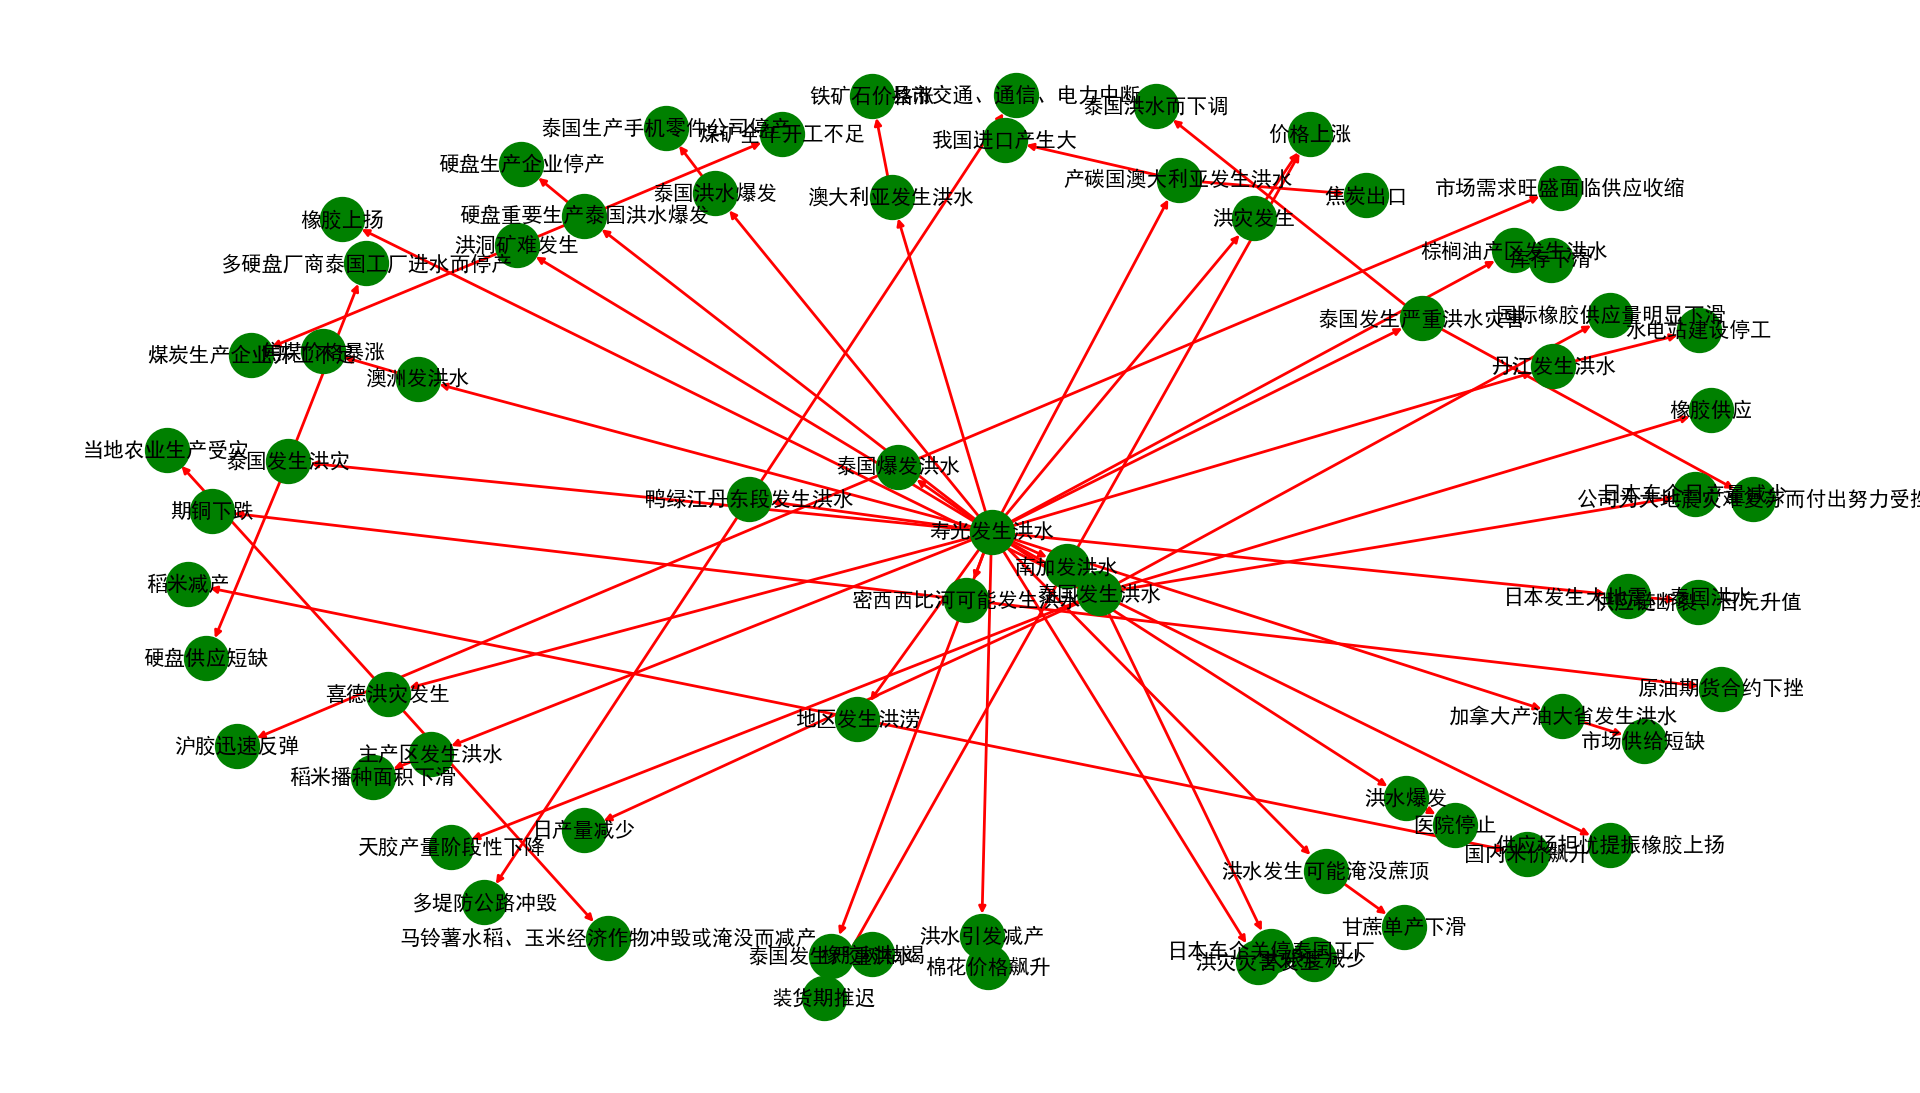 铁矿石价格上涨
昌市交通、通信、电力中断
泰国洪水而下调
泰国生产手机零件公司停产
煤矿全年开工不足
我国进口产生大
价格上涨
硬盘生产企业停产
产碳国澳大利亚发生洪水
泰国洪水爆发
澳大利亚发生洪水
焦炭出口
市场需求旺盛面临供应收缩
橡胶上扬
硬盘重要生产泰国洪水爆发
洪灾发生
洪洞矿难发生
棕榈油产区发生洪水
库存下滑
多硬盘厂商泰国工厂进水而停产
泰国发生严重洪水灾害
国际橡胶供应量明显下滑
水电站建设停工
煤炭生产企业开工不足
焦煤价格暴涨
澳洲发洪水
丹江发生洪水
橡胶供应
当地农业生产受灾
泰国发生洪灾
泰国爆发洪水
鸭绿江丹东段发生洪水
日本车企日产量减少
公司为大地震灾难复苏而付出努力受挫
期铜下跌
寿光发生洪水
南加发洪水
稻米减产
密西西比河可能发生洪水
泰国发生洪水
日本发生大地震、泰国洪水
供应链断裂、日元升值
硬盘供应短缺
喜德洪灾发生
原油期货合约下挫
地区发生洪涝
加拿大产油大省发生洪水
沪胶迅速反弹
主产区发生洪水
市场供给短缺
稻米播种面积下滑
洪水爆发
日产量减少
医院停止
天胶产量阶段性下降
供应场担忧提振橡胶上扬
国内米价飙升
洪水发生可能淹没蔗顶
多堤防公路冲毁
甘蔗单产下滑
马铃薯水稻、玉米经济作物冲毁或淹没而减产
洪水引发减产
日本车企关停泰国工厂
洪灾灾害发生
减少
棉花价格飙升
装货期推迟